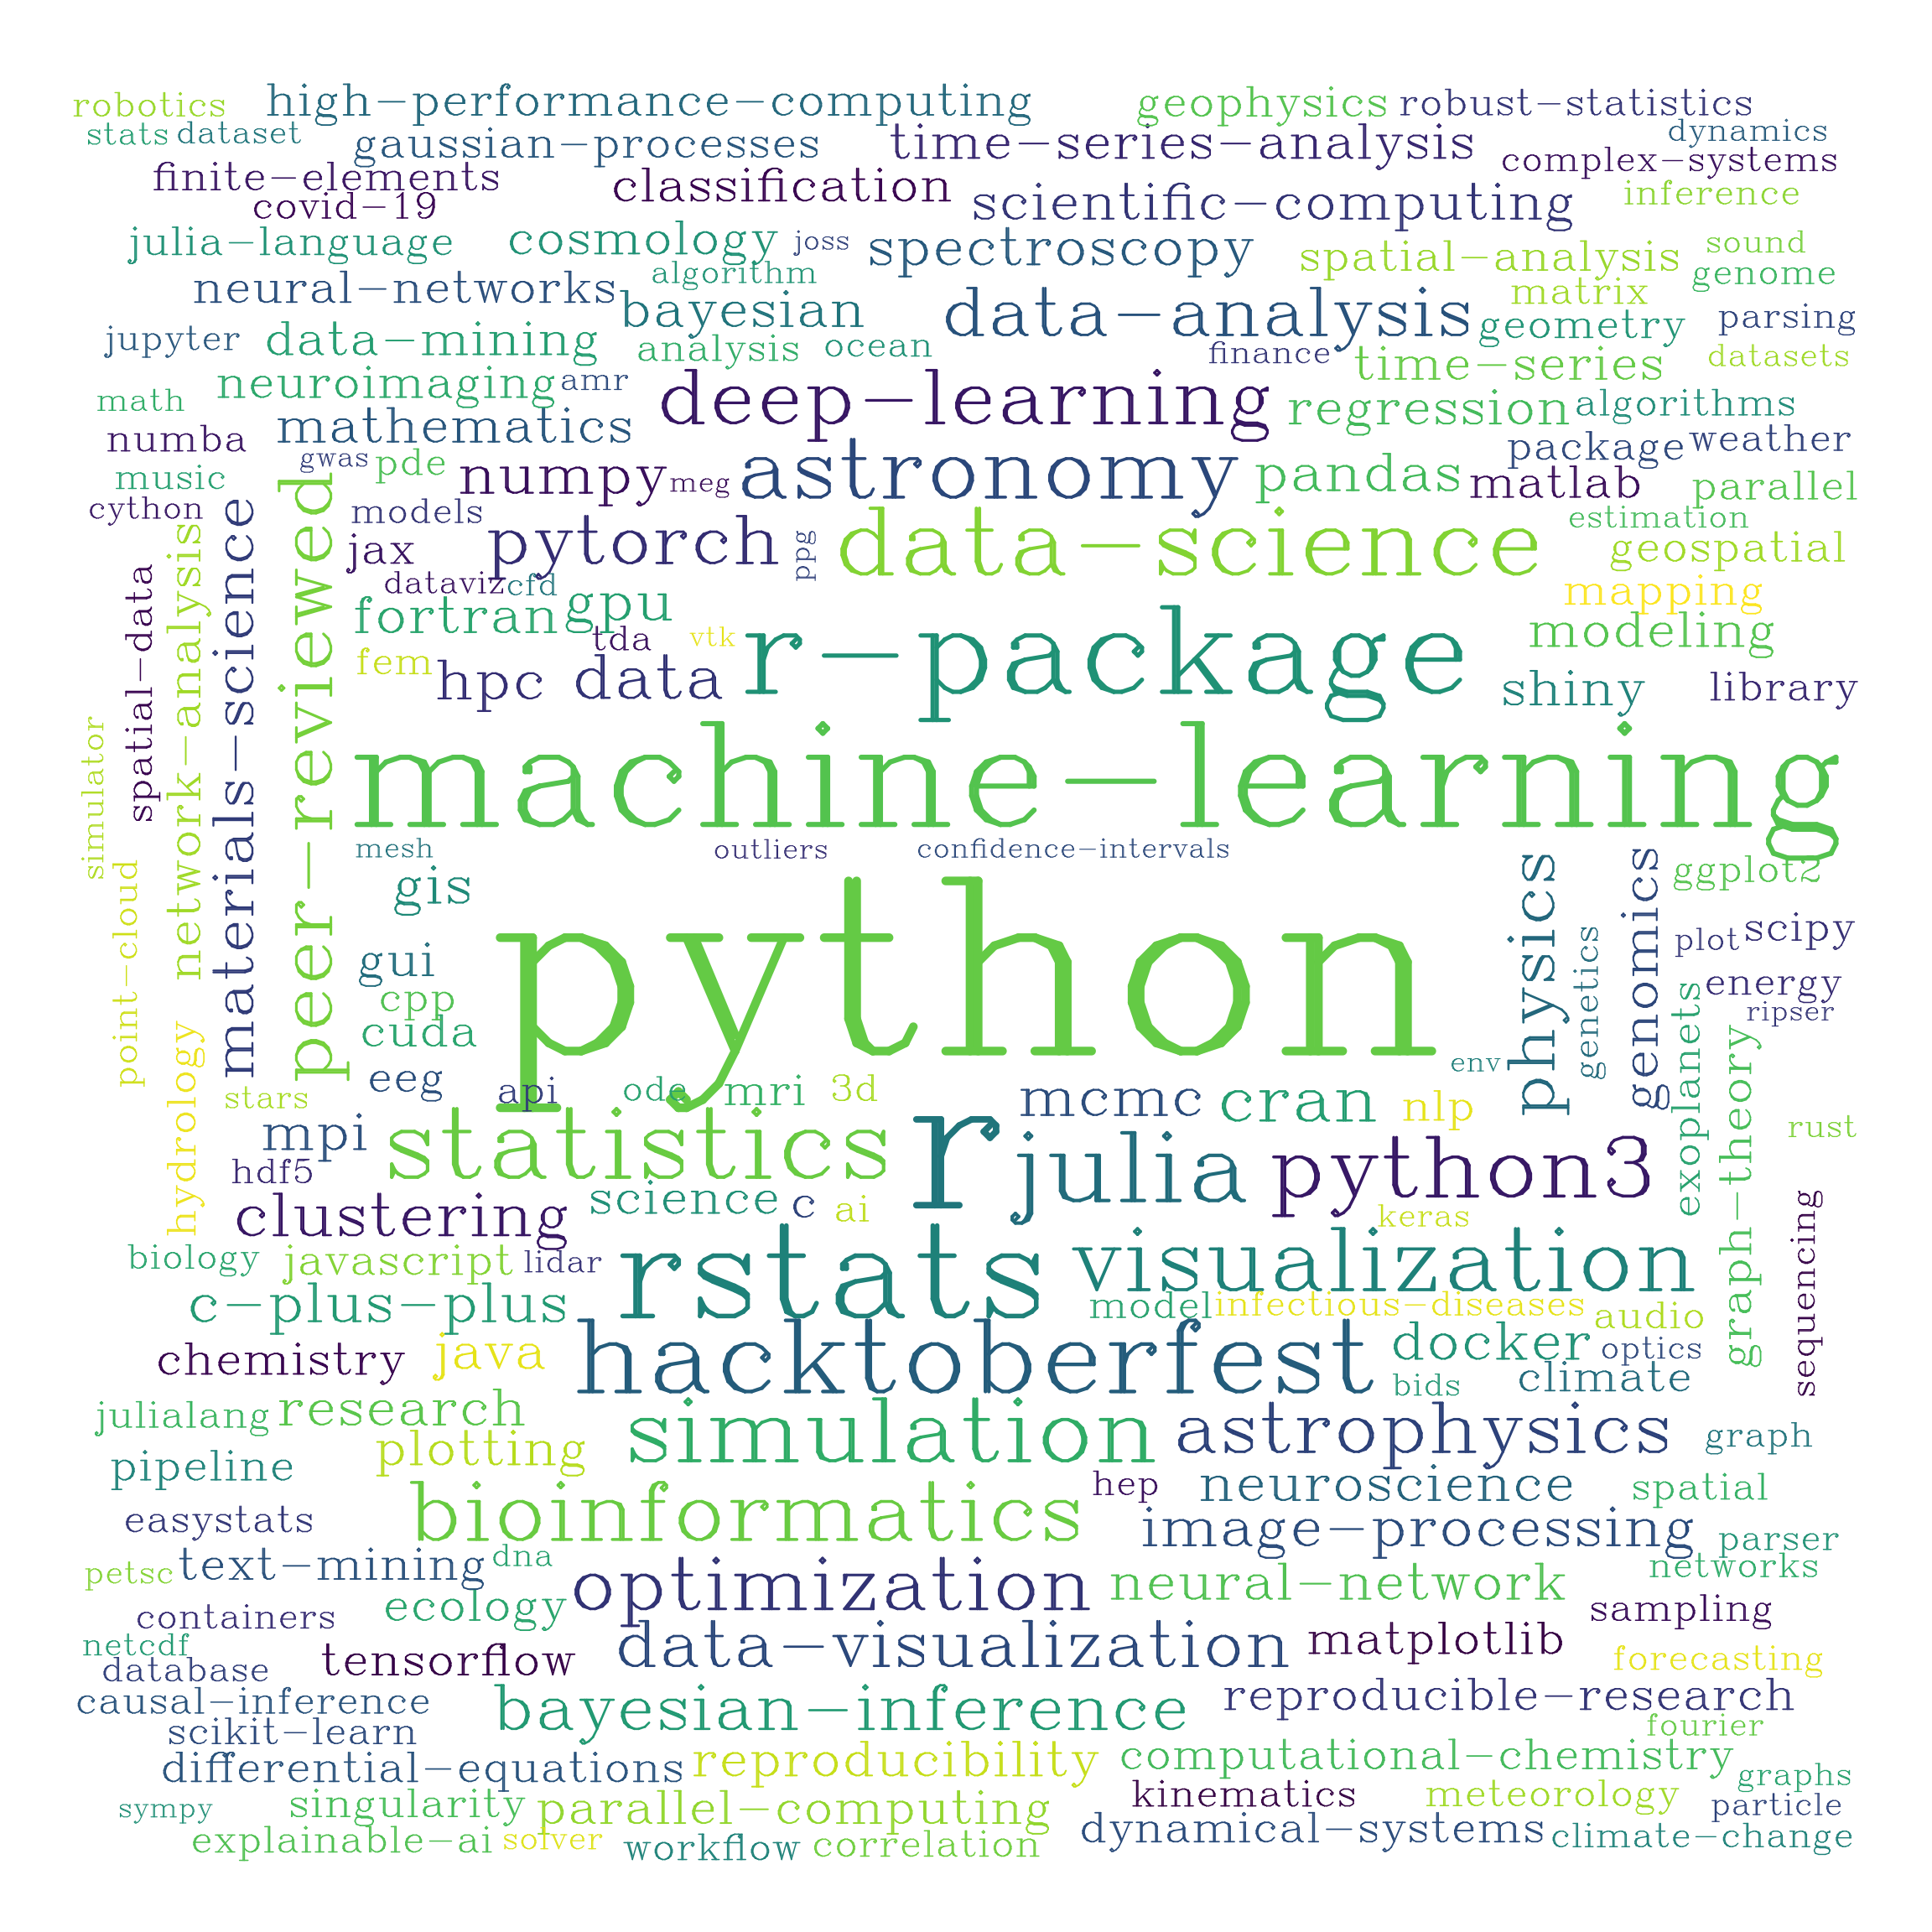 robotics
high-performance-computing
geophysics
robust-statistics
stats
dataset
gaussian-processes
time-series-analysis
dynamics
finite-elements
classification
complex-systems
covid-19
scientific-computing
inference
julia-language
cosmology
joss
spectroscopy
spatial-analysis
sound
neural-networks
algorithm
genome
bayesian
data-analysis
matrix
jupyter
data-mining
analysis
ocean
geometry
parsing
finance
time-series
datasets
math
neuroimaging
amr
deep-learning
regression
algorithms
numba
mathematics
package
weather
music
gwas
pde
numpy
meg
astronomy
pandas
matlab
parallel
cython
models
pytorch
ppg
data-science
estimation
jax
geospatial
dataviz
cfd
mapping
fortran
gpu
tda
vtk
r-package
modeling
fem
hpc
data
shiny
library
simulator
spatial-data
network-analysis
materials-science
peer-reviewed
machine-learning
mesh
outliers
confidence-intervals
point-cloud
gis
python
physics
genetics
genomics
ggplot2
gui
plot
scipy
cpp
energy
cuda
ripser
hydrology
eeg
env
exoplanets
graph-theory
stars
api
ode
mri
3d
mcmc
cran
nlp
rust
mpi
statistics
r
julia
python3
hdf5
clustering
science
c
ai
keras
sequencing
biology
javascript
lidar
rstats
visualization
c-plus-plus
model
infectious-diseases
audio
chemistry
java
hacktoberfest
docker
optics
bids
climate
julialang
research
simulation
astrophysics
graph
pipeline
plotting
hep
neuroscience
spatial
easystats
bioinformatics
image-processing
parser
petsc
text-mining
dna
optimization
neural-network
networks
containers
ecology
sampling
netcdf
database
tensorflow
data-visualization
matplotlib
forecasting
causal-inference
bayesian-inference
reproducible-research
scikit-learn
fourier
differential-equations
reproducibility
computational-chemistry
graphs
sympy
singularity
parallel-computing
kinematics
meteorology
particle
explainable-ai
solver
workflow
correlation
dynamical-systems
climate-change